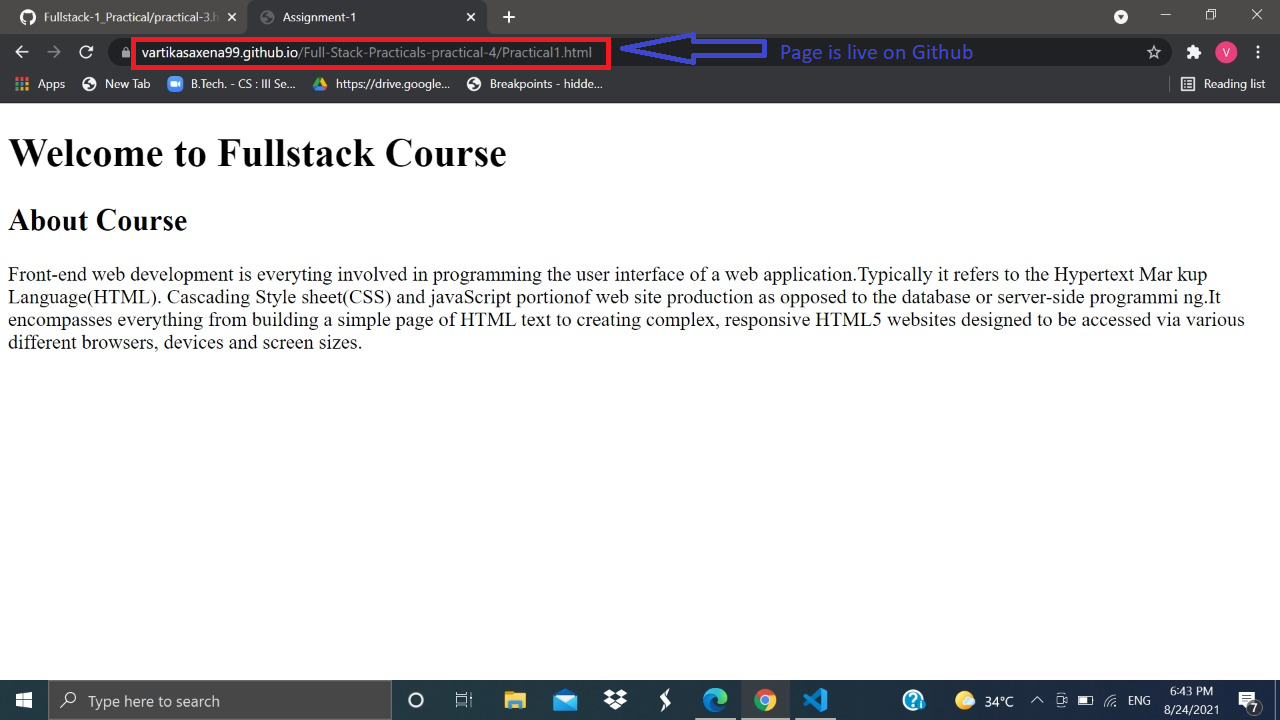 Fullstack-1_Practical/practical-3.h
Assignment-1
vartikasaxena99.github.io/Full-Stack-Practicals-practical-4/Practical1.html
Page is live on Github
V
Apps
New Tab
B.Tech. - CS : III Se...
https://drive.google...
Breakpoints - hidde...
Reading list
Welcome to Fullstack Course
About Course
Front-end web development is everyting involved in programming the user interface of a web application.Typically it refers to the Hypertext Mar kup
Language(HTML). Cascading Style sheet(CSS) and javaScript portionof web site production as opposed to the database or server-side programmi ng.It
encompasses everything from building a simple page of HTML text to creating complex, responsive HTML5 websites designed to be accessed via various
different browsers, devices and screen sizes.
Type here to search
34°C
ENG
6:43 PM
8/24/2021
7